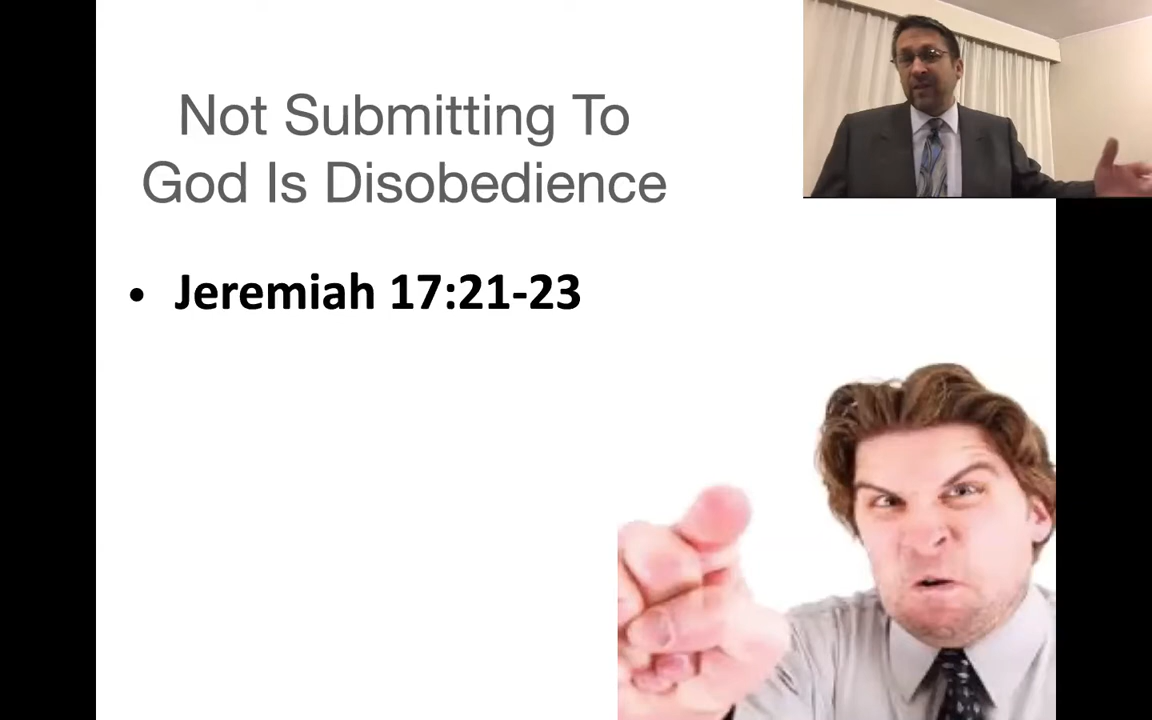 Not Submitting To
God Is Disobedience
• Jeremiah 17:21-23